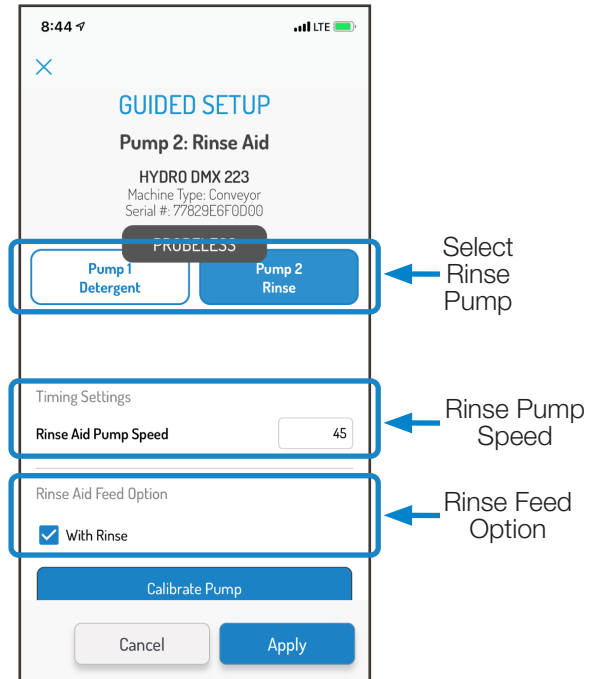 8:44
LTE
GUIDED SETUP
Pump 2: Rinse Aid
HYDRO DMX 223
Machine Type: Conveyor
Serial #: 77829E6F0D00
PROBELESS
Pump 1
Detergent
Pump 2
Rinse
Select
Rinse
Pump
Timing Settings
Rinse Aid Pump Speed
45
Rinse Pump
Speed
Rinse Aid Feed Option
With Rinse
Rinse Feed
Option
Calibrate Pump
Cancel
Apply